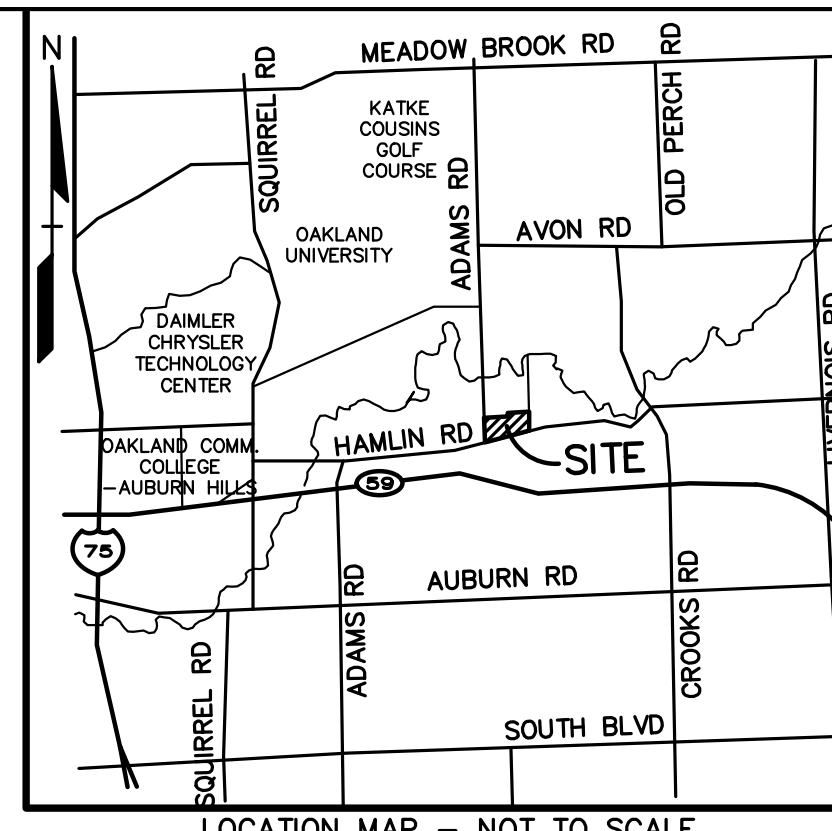 N
MEADOW BROOK RD
SQUIRREL RD
OLD PERCH RD
KATKE
COUSINS
GOLF
COURSE
ADAMS RD
AVON RD
OAKLAND
UNIVERSITY
DAIMLER
CHRYSLER
TECHNOLOGY
CENTER
OAKLAND COMM.
COLLEGE
-AUBURN HILLS
HAMLIN RD
SITE
59
75
AUBURN RD
ADAMS RD
CROOKS RD
SQUIRREL RD
SOUTH BLVD
LOCATION MAP - NOT TO SCALE